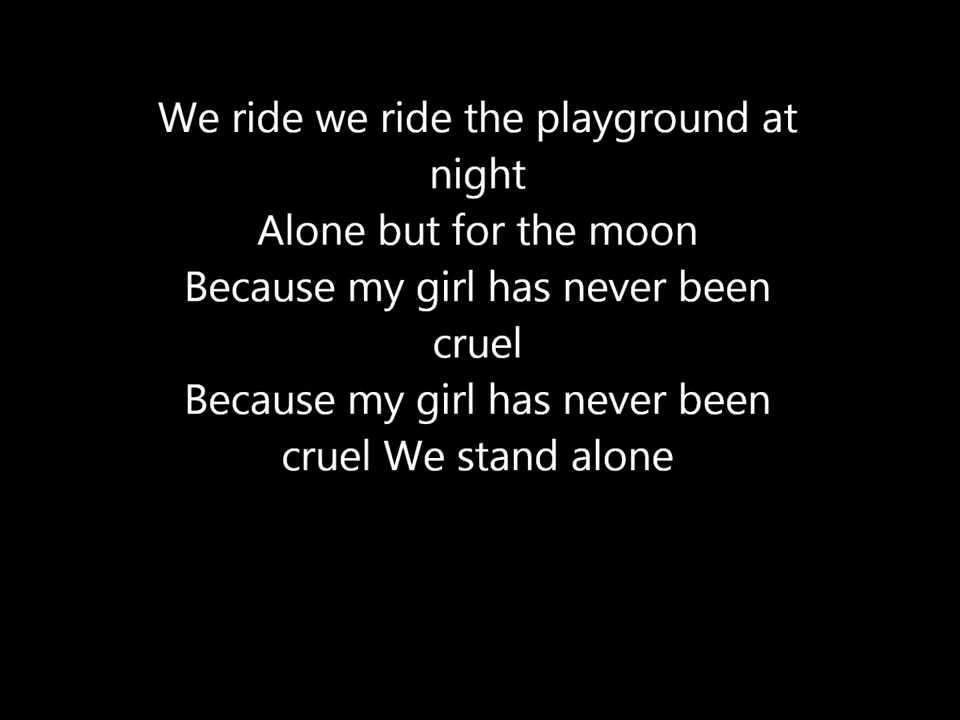 We ride we ride the playground at
night
Alone but for the moon
Because my girl has never been
cruel
Because my girl has never been
cruel We stand alone